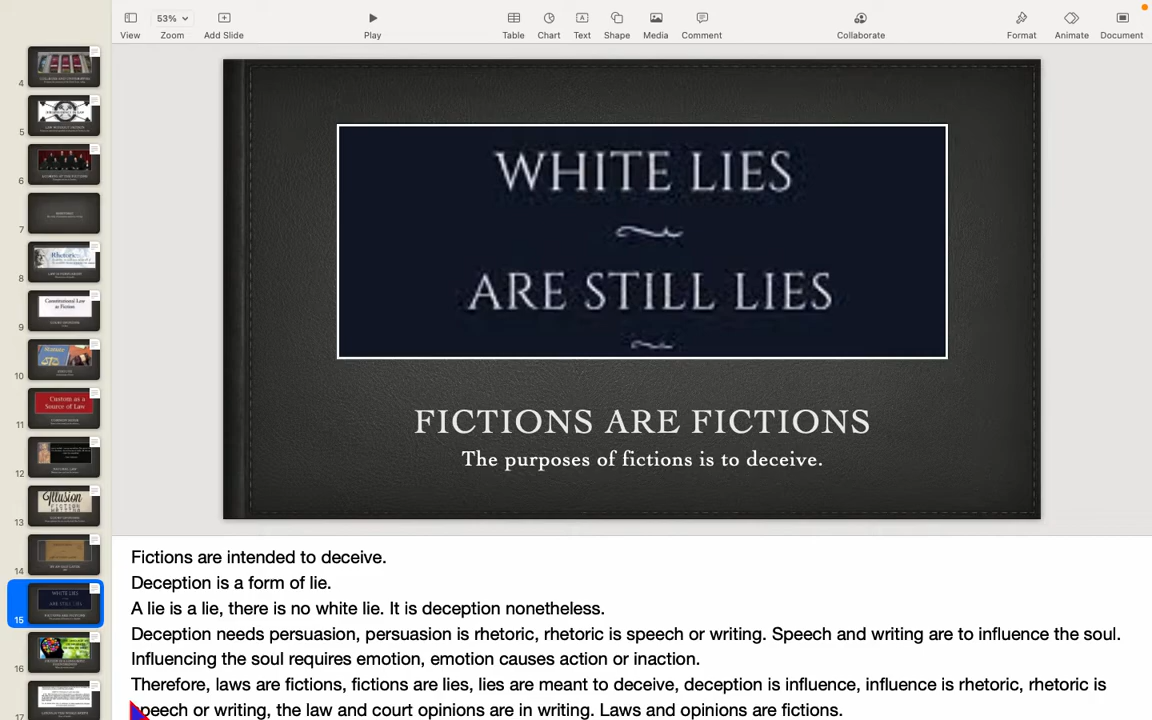 53%
View
Zoom
Add Slide
Play
Table
Chart
Text
Shape
Media
Comment
Collaborate
Format
Animate
Document
4
5
6
7
8
9
Constitutional Law
as Fiction
10
11
Custom as a
Source of Law
12
13
Illusion
14
15
WHITE LIES
ARE STILL LIES
16
17
WHITE LIES
ARE STILL LIES
FICTIONS ARE FICTIONS
The purposes of fictions is to deceive.
Fictions are intended to deceive.
Deception is a form of lie.
A lie is a lie, there is no white lie. It is deception nonetheless.
Deception needs persuasion, persuasion is rhetoric, rhetoric is speech or writing. Speech and writing are to influence the soul.
Influencing the soul requires emotion, emotion causes action or inaction.
Therefore, laws are fictions, fictions are lies, lies are meant to deceive, deception is influence, influence is rhetoric, rhetoric is
peech or writing, the law and court opinions are in writing. Laws and opinions are fictions.